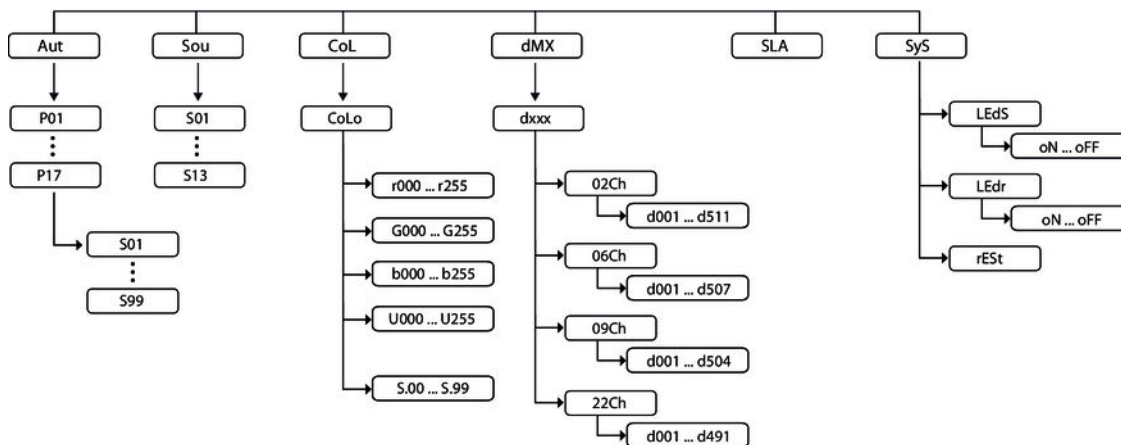 Aut
Sou
CoL
dMX
SLA
SyS
P01
P17
S01
S99
S01
S13
CoLo
r000 ... r255
G000 ... G255
b000 ... b255
U000 ... U255
S.00 ... S.99
dxxx
02Ch
d001 ... d511
06Ch
d001 ... d507
09Ch
d001 ... d504
22Ch
d001 ... d491
LEdS
oN ... oFF
LEdr
oN ... oFF
rESt